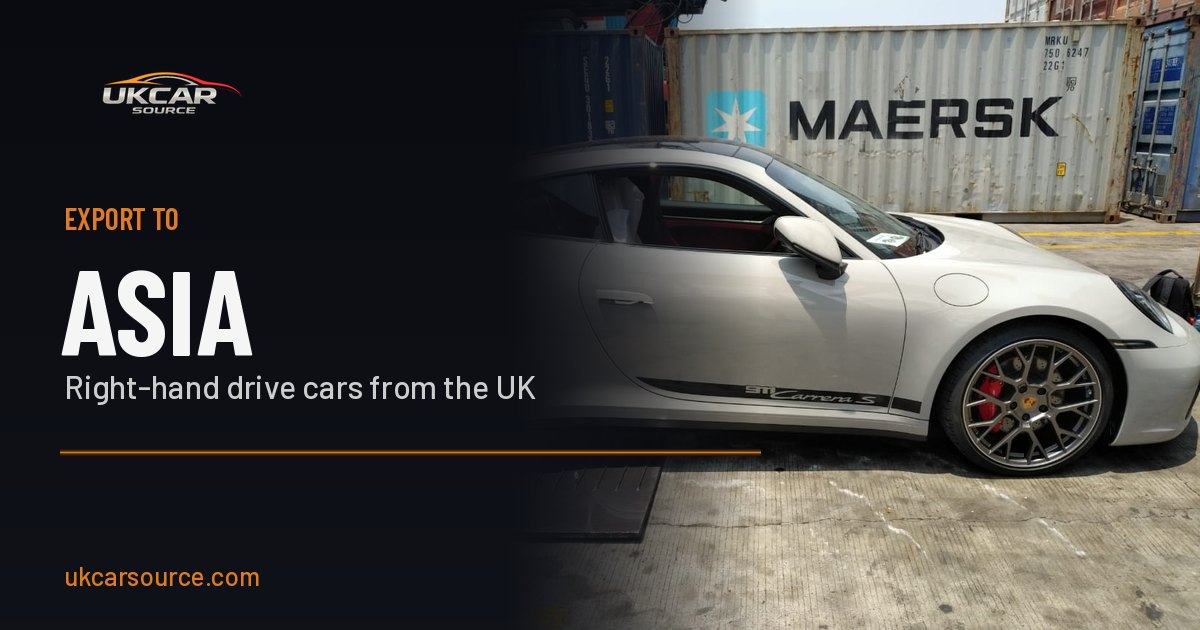 UKCAR
SOURCE
EXPORT TO
ASIA
Right-hand drive cars from the UK
ukcarsource.com
MAERSK
MRKU
750 6247
22G1
911 Carrera S